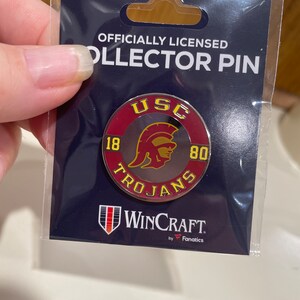 OFFICIALLY LICENSED
COLLECTOR PIN
USC
18 80
TROJANS
WINCRAFT
by Fanatics